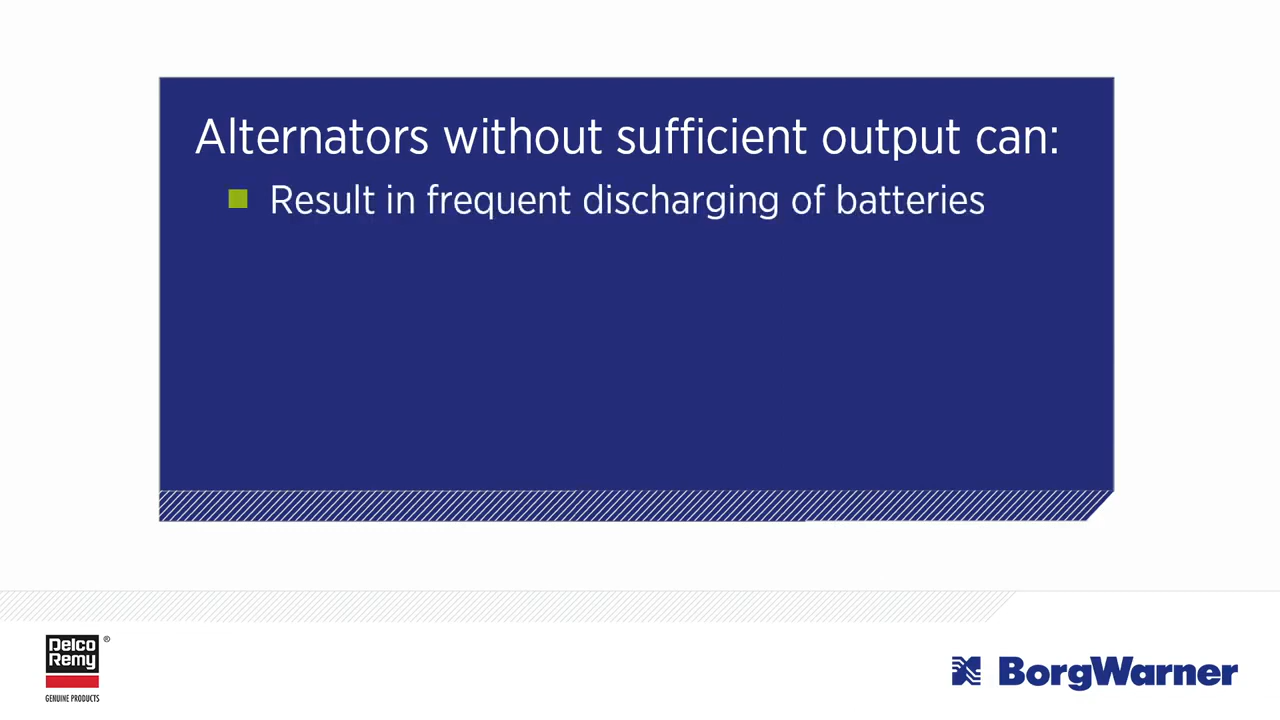 Alternators without sufficient output can:
Result in frequent discharging of batteries
Delco
Remy
®
GENUINE PRODUCTS
BorgWarner